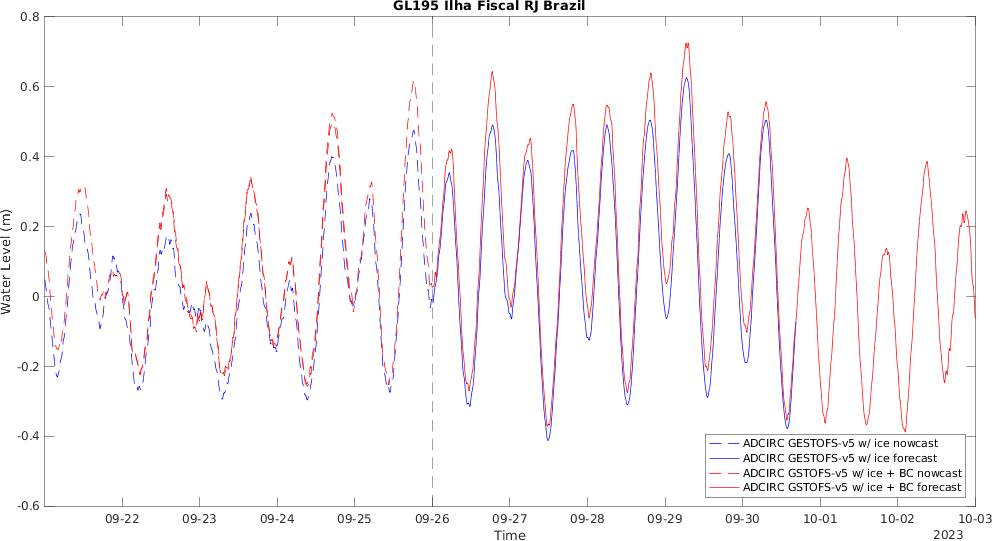 GL195 Ilha Fiscal RJ Brazil
0.8
0.6
0.4
0.2
0
-0.2
-0.4
-0.6
Water Level (m)
ADCIRC GESTOFS-v5 w/ ice nowcast
ADCIRC GESTOFS-v5 w/ ice forecast
ADCIRC GSTOFS-v5 w/ ice + BC nowcast
ADCIRC GSTOFS-v5 w/ ice + BC forecast
09-22 09-23 09-24 09-25 09-26 09-27 09-28 09-29 09-30 10-01 10-02 10-03
2023
Time